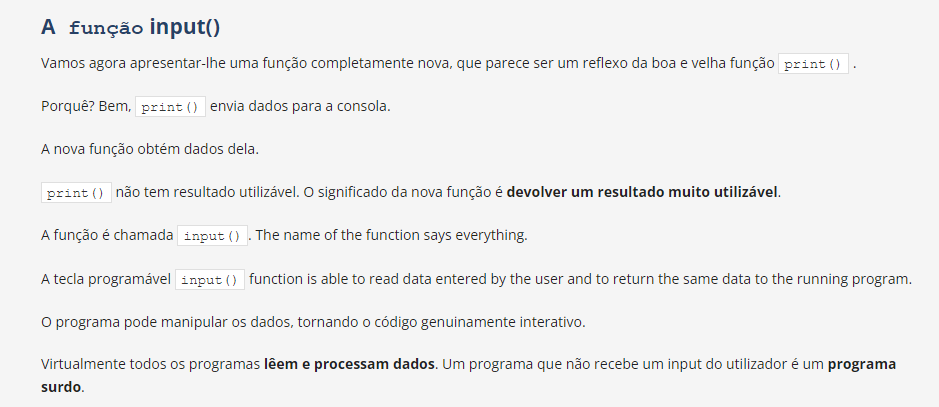 A função input()
Vamos agora apresentar-lhe uma função completamente nova, que parece ser um reflexo da boa e velha função print() .
Porquê? Bem, print() envia dados para a consola.
A nova função obtém dados dela.
print() não tem resultado utilizável. O significado da nova função é devolver um resultado muito utilizável.
A função é chamada input(). The name of the function says everything.
A tecla programável input() function is able to read data entered by the user and to return the same data to the running program.
O programa pode manipular os dados, tornando o código genuinamente interativo.
Virtualmente todos os programas lêem e processam dados. Um programa que não recebe um input do utilizador é um programa
surdo.